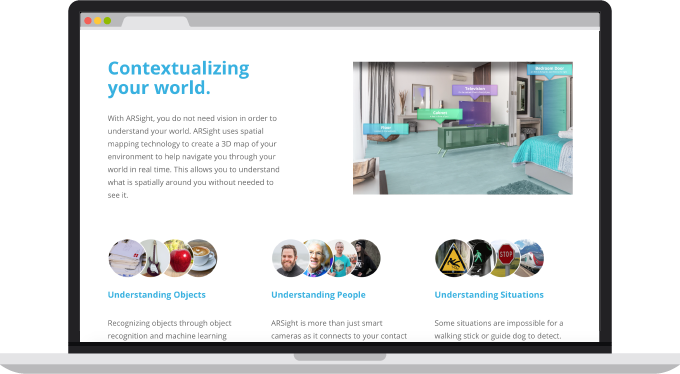 Contextualizing
your world.
With ARSight, you do not need vision in order to
understand your world. ARSight uses spatial
mapping technology to create a 3D map of your
environment to help navigate you through your
world in real time. This allows you to understand
what is spatially around you without needed to
see it.
Bedroom Door
Television
Cabinet
Floor
STOP
Understanding Objects
Understanding People
Understanding Situations
Recognizing objects through object
recognition and machine learning
ARSight is more than just smart
cameras as it connects to your contact
Some situations are impossible for a
walking stick or guide dog to detect.